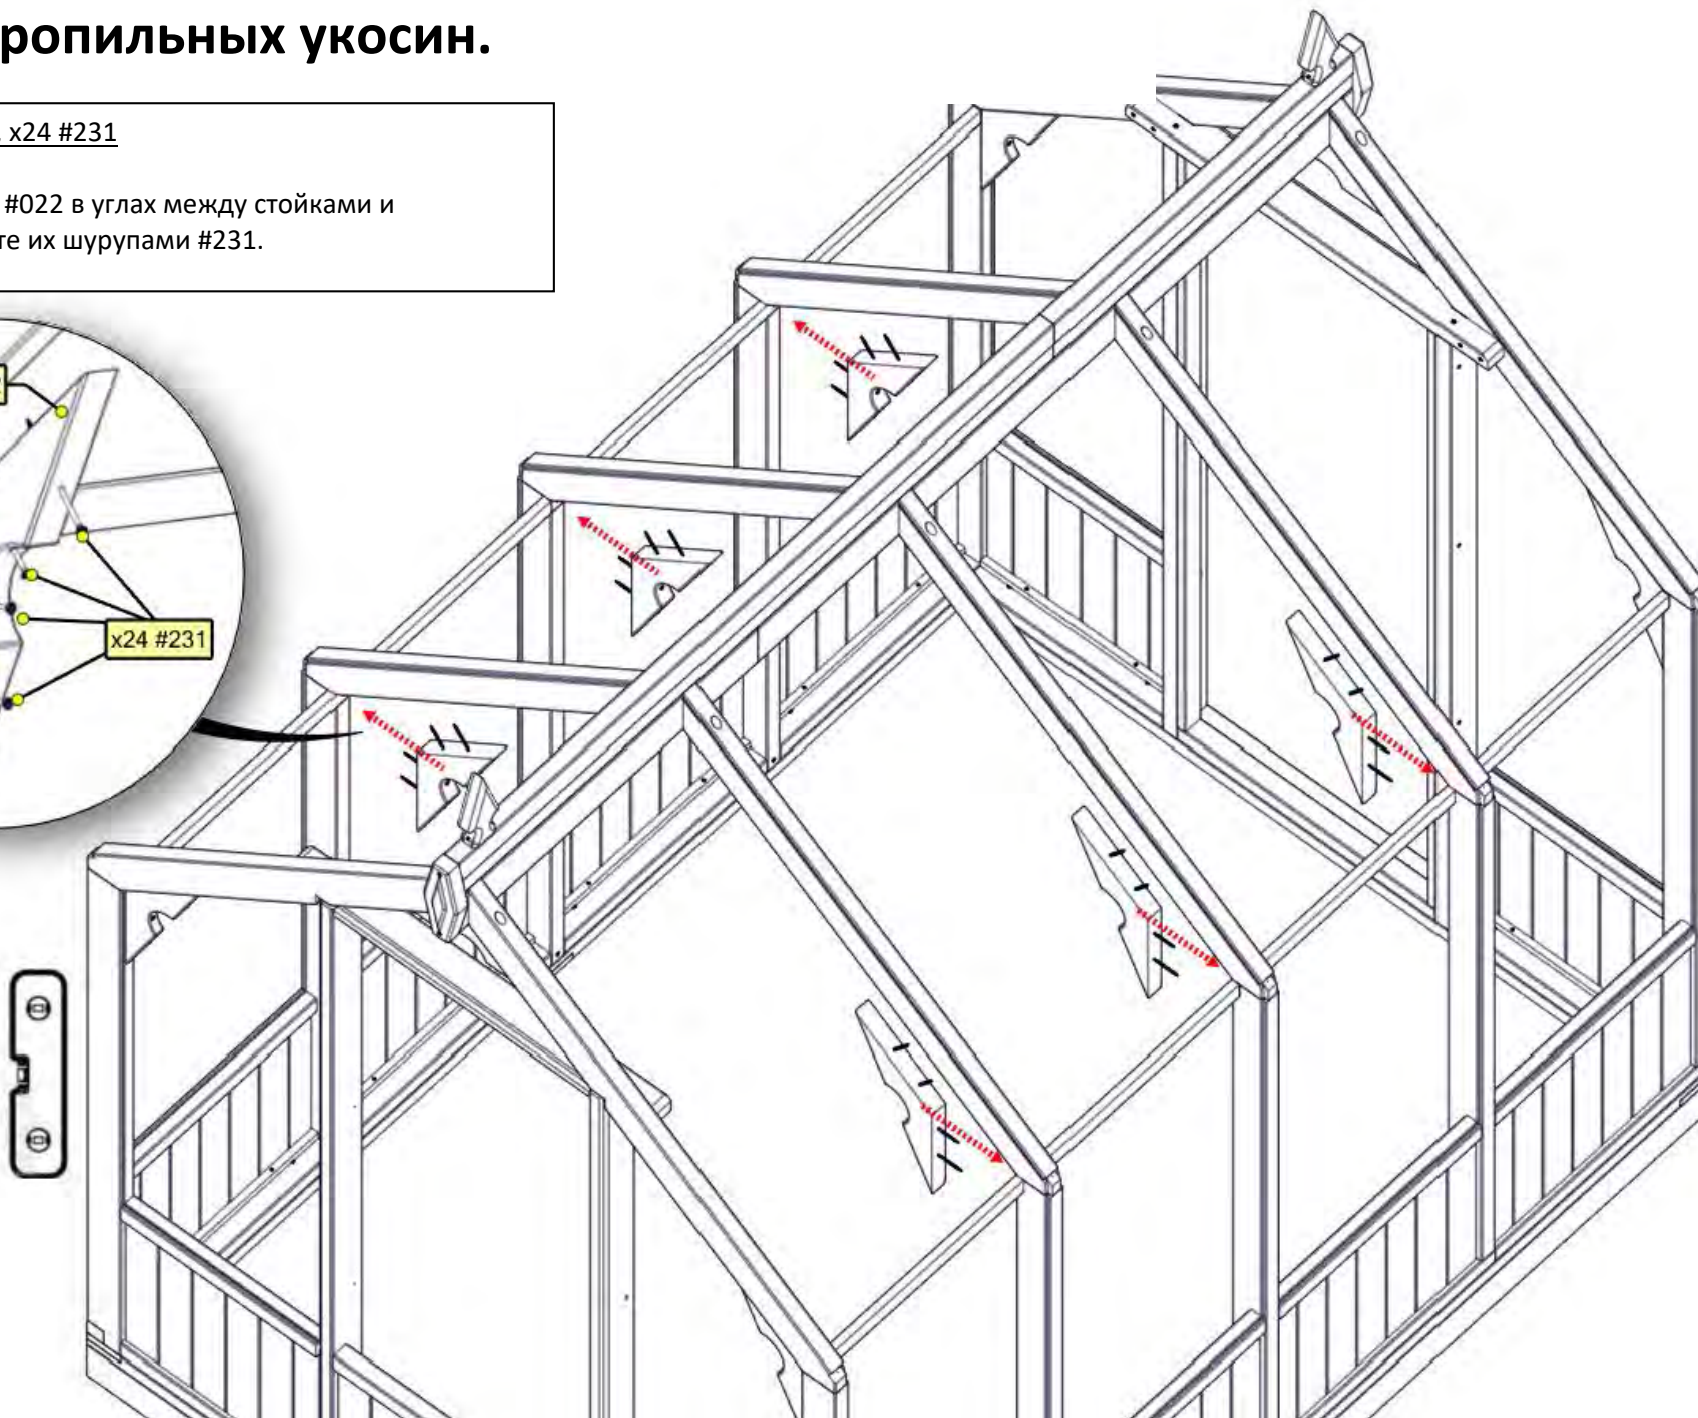 ропильных укосин.
x24 #231
#022 в углах между стойками и
те их шурупами #231.
x24 #231